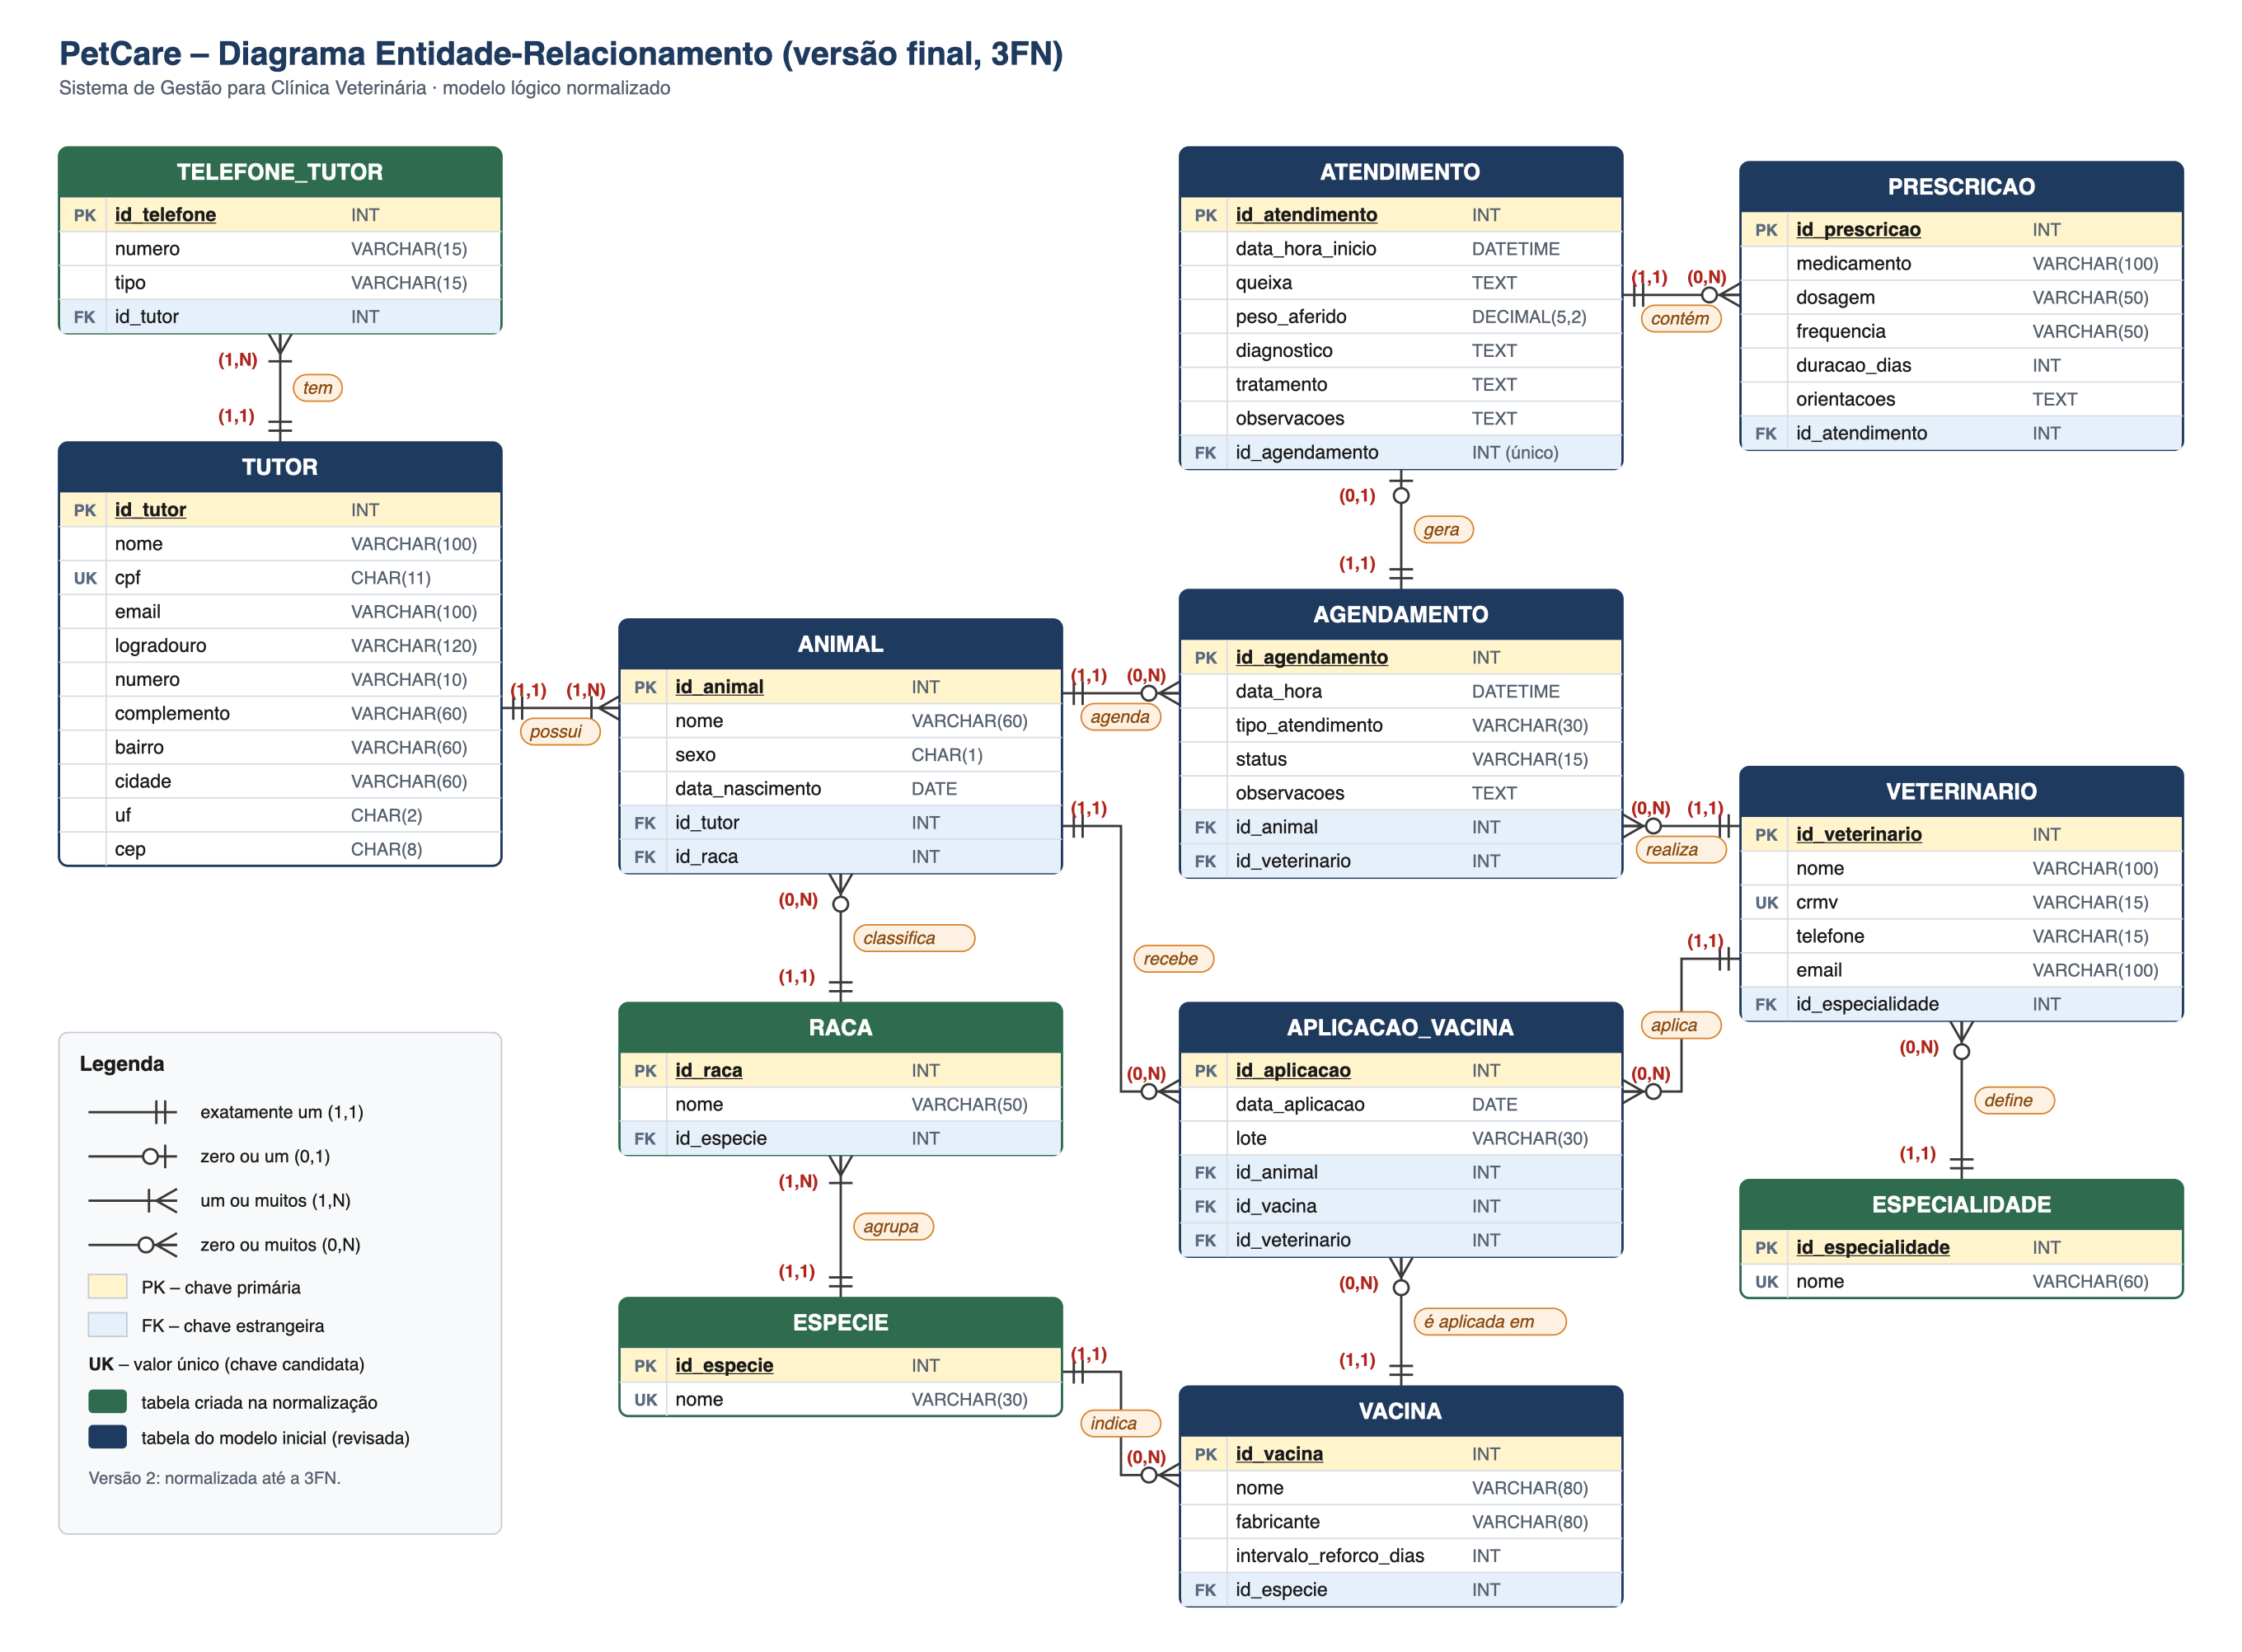 PetCare – Diagrama Entidade-Relacionamento (versão final, 3FN)
Sistema de Gestão para Clínica Veterinária · modelo lógico normalizado
TELEFONE_TUTOR
PK id_telefone INT
numero VARCHAR(15)
tipo VARCHAR(15)
FK id_tutor INT
(1,N)
tem
(1,1)
TUTOR
PK id_tutor INT
nome VARCHAR(100)
UK cpf CHAR(11)
email VARCHAR(100)
logradouro VARCHAR(120)
numero VARCHAR(10)
complemento VARCHAR(60)
bairro VARCHAR(60)
cidade VARCHAR(60)
uf CHAR(2)
cep CHAR(8)
(1,1) (1,N)
possui
ANIMAL
PK id_animal INT
nome VARCHAR(60)
sexo CHAR(1)
data_nascimento DATE
FK id_tutor INT
FK id_raca INT
(0,N)
classifica
(1,1)
RACA
PK id_raca INT
nome VARCHAR(50)
FK id_especie INT
(1,N)
agrupa
(1,1)
ESPECIE
PK id_especie INT
UK nome VARCHAR(30)
(1,1)
indica
(0,N)
(1,1) (0,N)
agenda
(1,1)
recebe
(0,N)
ATENDIMENTO
PK id_atendimento INT
data_hora_inicio DATETIME
queixa TEXT
peso_aferido DECIMAL(5,2)
diagnostico TEXT
tratamento TEXT
observacoes TEXT
FK id_agendamento INT (único)
(0,1)
gera
(1,1)
AGENDAMENTO
PK id_agendamento INT
data_hora DATETIME
tipo_atendimento VARCHAR(30)
status VARCHAR(15)
observacoes TEXT
FK id_animal INT
FK id_veterinario INT
APLICACAO_VACINA
PK id_aplicacao INT
data_aplicacao DATE
lote VARCHAR(30)
FK id_animal INT
FK id_vacina INT
FK id_veterinario INT
(0,N)
é aplicada em
(1,1)
VACINA
PK id_vacina INT
nome VARCHAR(80)
fabricante VARCHAR(80)
intervalo_reforco_dias INT
FK id_especie INT
(1,1) (0,N)
contém
PRESCRICAO
PK id_prescricao INT
medicamento VARCHAR(100)
dosagem VARCHAR(50)
frequencia VARCHAR(50)
duracao_dias INT
orientacoes TEXT
FK id_atendimento INT
(0,N) (1,1)
realiza
(1,1)
aplica
(0,N)
VETERINARIO
PK id_veterinario INT
nome VARCHAR(100)
UK crmv VARCHAR(15)
telefone VARCHAR(15)
email VARCHAR(100)
FK id_especialidade INT
(0,N)
define
(1,1)
ESPECIALIDADE
PK id_especialidade INT
UK nome VARCHAR(60)
Legenda
exatamente um (1,1)
zero ou um (0,1)
um ou muitos (1,N)
zero ou muitos (0,N)
PK – chave primária
FK – chave estrangeira
UK – valor único (chave candidata)
tabela criada na normalização
tabela do modelo inicial (revisada)
Versão 2: normalizada até a 3FN.